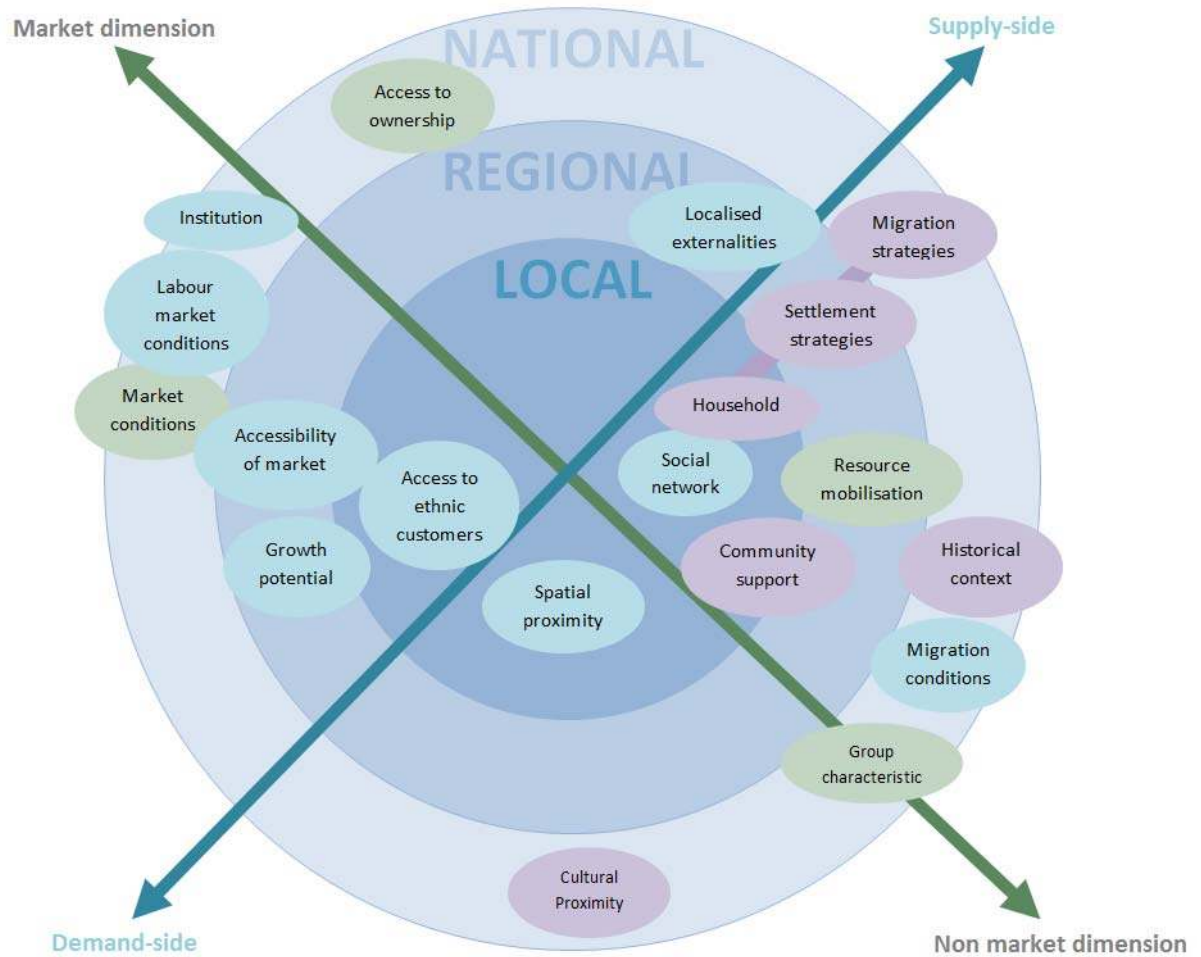 Market dimension
Supply-side
NATIONAL
Access to
ownership
REGIONAL
Institution
Localised
externalities
Migration
strategies
LOCAL
Labour
market
conditions
Settlement
strategies
Market
conditions
Household
Accessibility
of market
Access to
ethnic
customers
Social
network
Resource
mobilisation
Growth
potential
Community
support
Historical
context
Spatial
proximity
Migration
conditions
Group
characteristic
Cultural
Proximity
Demand-side
Non market dimension